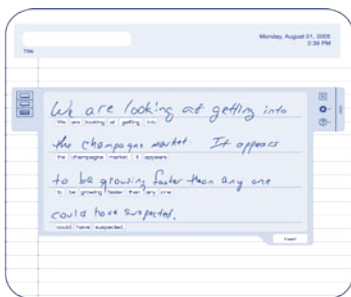 Monday, August 01, 2005
2:39 PM
Title
We are looking at getting into
We are looking at getting into
the champagne market. It appears
the champagne market. It appears
to be growing faster than any one
to be growing faster than any one
could have suspected.
could have suspected.
Insert